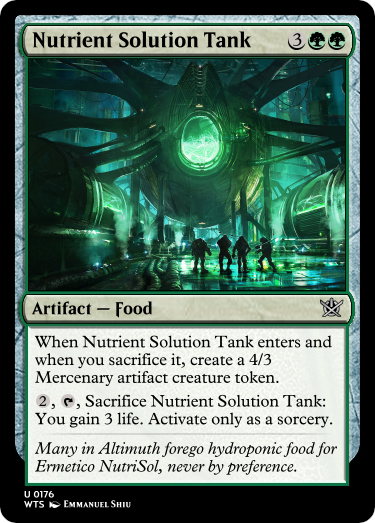 Nutrient Solution Tank 3
Artifact — Food
When Nutrient Solution Tank enters and
when you sacrifice it, create a 4/3
Mercenary artifact creature token.
2, , Sacrifice Nutrient Solution Tank:
You gain 3 life. Activate only as a sorcery.
Many in Altimuth forego hydroponic food for
Ermetico NutriSol, never by preference.
U 0176
WTS Emmanuel Shiu